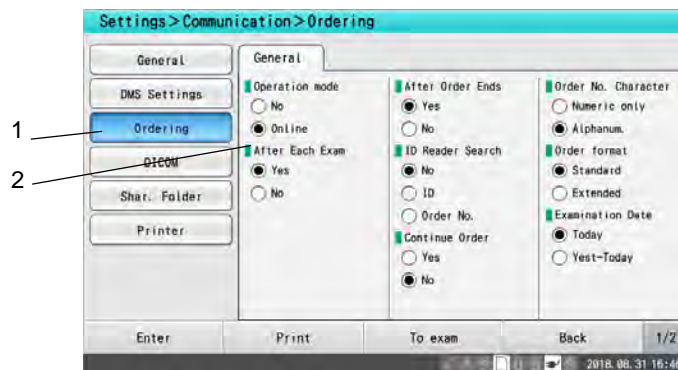 Settings>Communication>Ordering
General
DMS Settings
Ordering
DICOM
Shar. Folder
Printer
General
Operation mode
No
Online
After Each Exam
Yes
No
After Order Ends
Yes
No
ID Reader Search
No
ID
Order No.
Continue Order
Yes
No
Order No. Character
Numeric only
Alphanum.
Order format
Standard
Extended
Examination Date
Today
Yest-Today
1
2
Enter Print To exam Back 1/2
2018.08.31 16:46